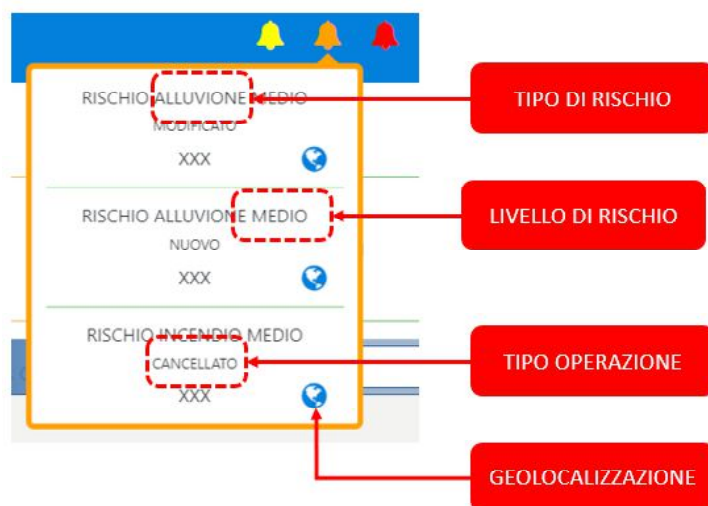 RISCHIO ALLUVIONE MEDIO
MODIFICATO
XXX
RISCHIO ALLUVIONE MEDIO
NUOVO
XXX
RISCHIO INCENDIO MEDIO
CANCELLATO
XXX
TIPO DI RISCHIO
LIVELLO DI RISCHIO
TIPO OPERAZIONE
GEOLOCALIZZAZIONE